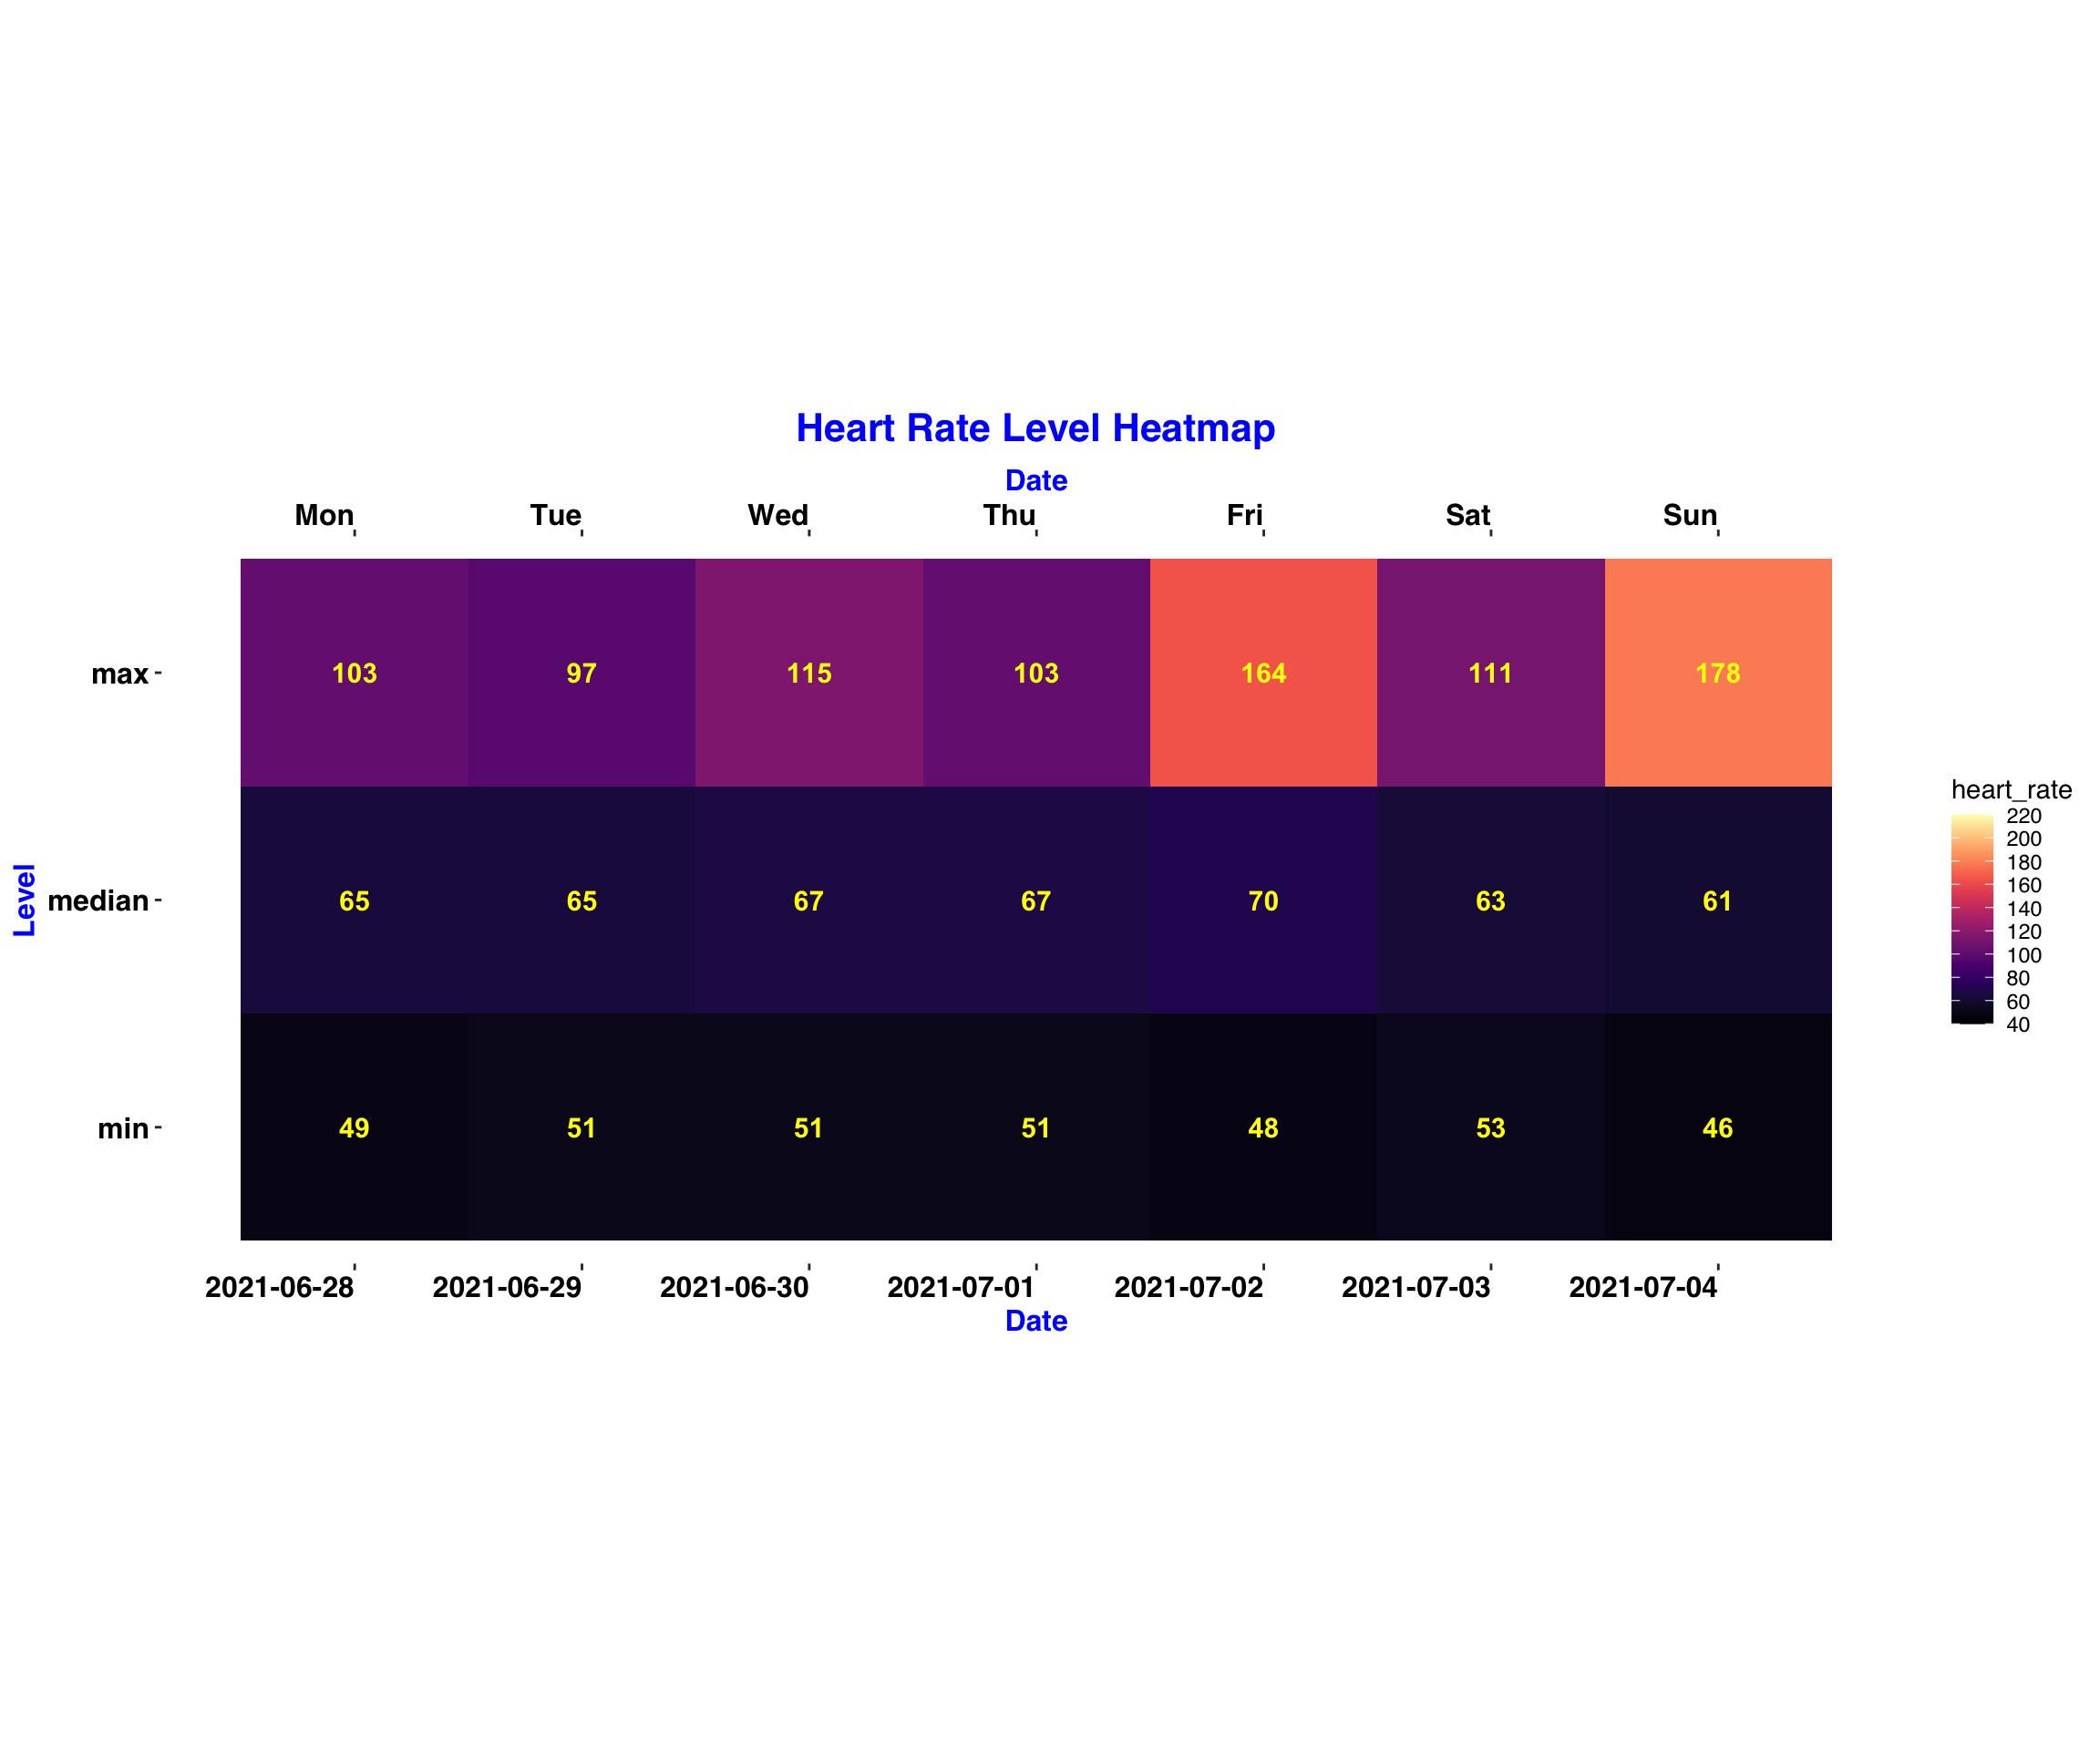 Heart Rate Level Heatmap
Date
Mon Tue Wed Thu Fri Sat Sun
max 103 97 115 103 164 111 178
Level
median 65 65 67 67 70 63 61
min 49 51 51 51 48 53 46
2021-06-28 2021-06-29 2021-06-30 2021-07-01 2021-07-02 2021-07-03 2021-07-04
Date
heart_rate
220
200
180
160
140
120
100
80
60
40